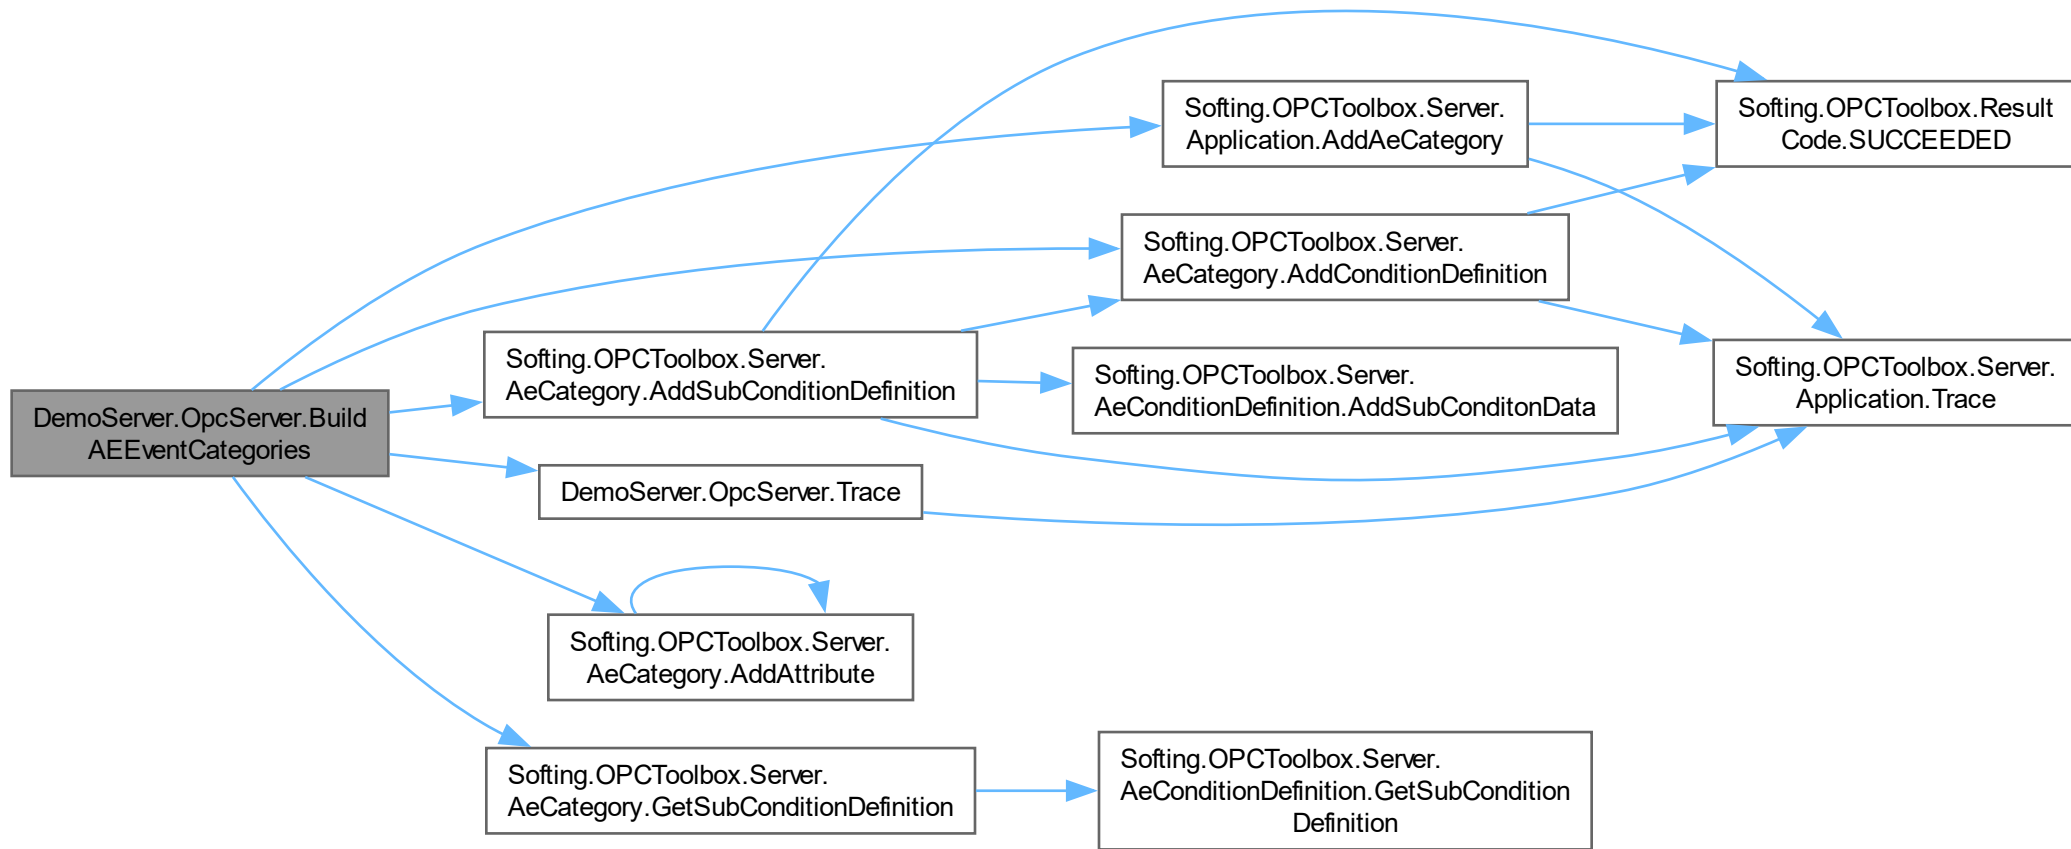 Softing.OPCToolbox.Server.
Application.AddAeCategory
Softing.OPCToolbox.Result
Code.SUCCEEDED
Softing.OPCToolbox.Server.
AeCategory.AddConditionDefinition
Softing.OPCToolbox.Server.
AeCategory.AddSubConditionDefinition
Softing.OPCToolbox.Server.
AeConditionDefinition.AddSubConditonData
Softing.OPCToolbox.Server.
Application.Trace
DemoServer.OpcServer.Build
AEEventCategories
DemoServer.OpcServer.Trace
Softing.OPCToolbox.Server.
AeCategory.AddAttribute
Softing.OPCToolbox.Server.
AeCategory.GetSubConditionDefinition
Softing.OPCToolbox.Server.
AeConditionDefinition.GetSubCondition
Definition